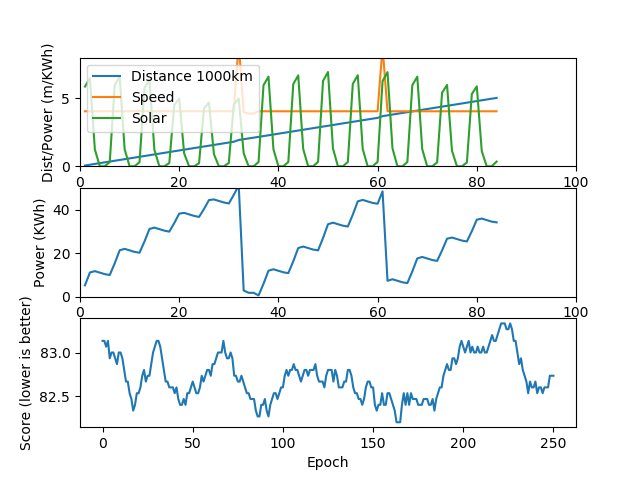 Dist/Power (m/KWh)
Distance 1000km
Speed
Solar
5
0
0 20 40 60 80 100
Power (KWh)
40
20
0
0 20 40 60 80 100
Score (lower is better)
83.0
82.5
0 50 100 150 200 250
Epoch